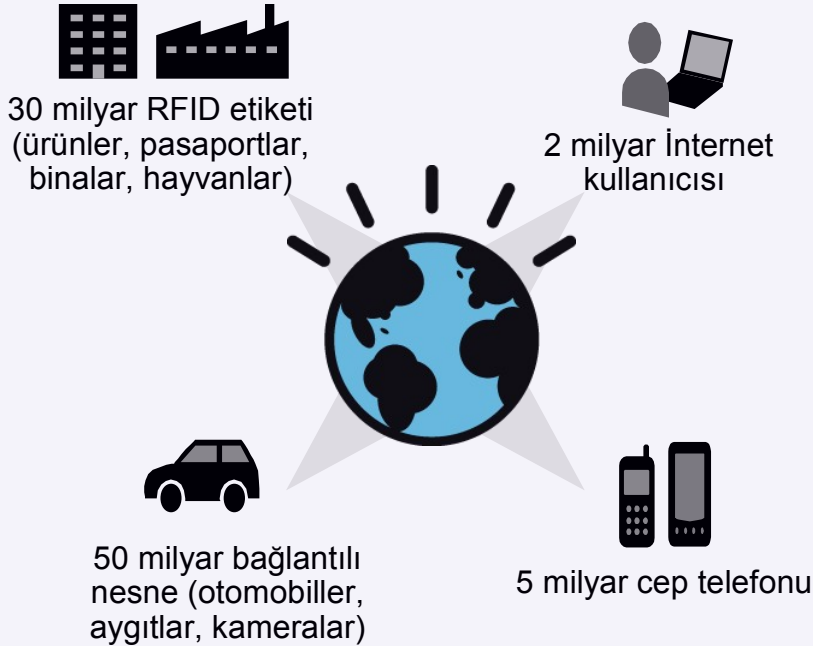 30 milyar RFID etiketi
(ürünler, pasaportlar,
binalar, hayvanlar)
2 milyar İnternet
kullanıcısı
50 milyar bağlantılı
nesne (otomobiller,
aygıtlar, kameralar)
5 milyar cep telefonu